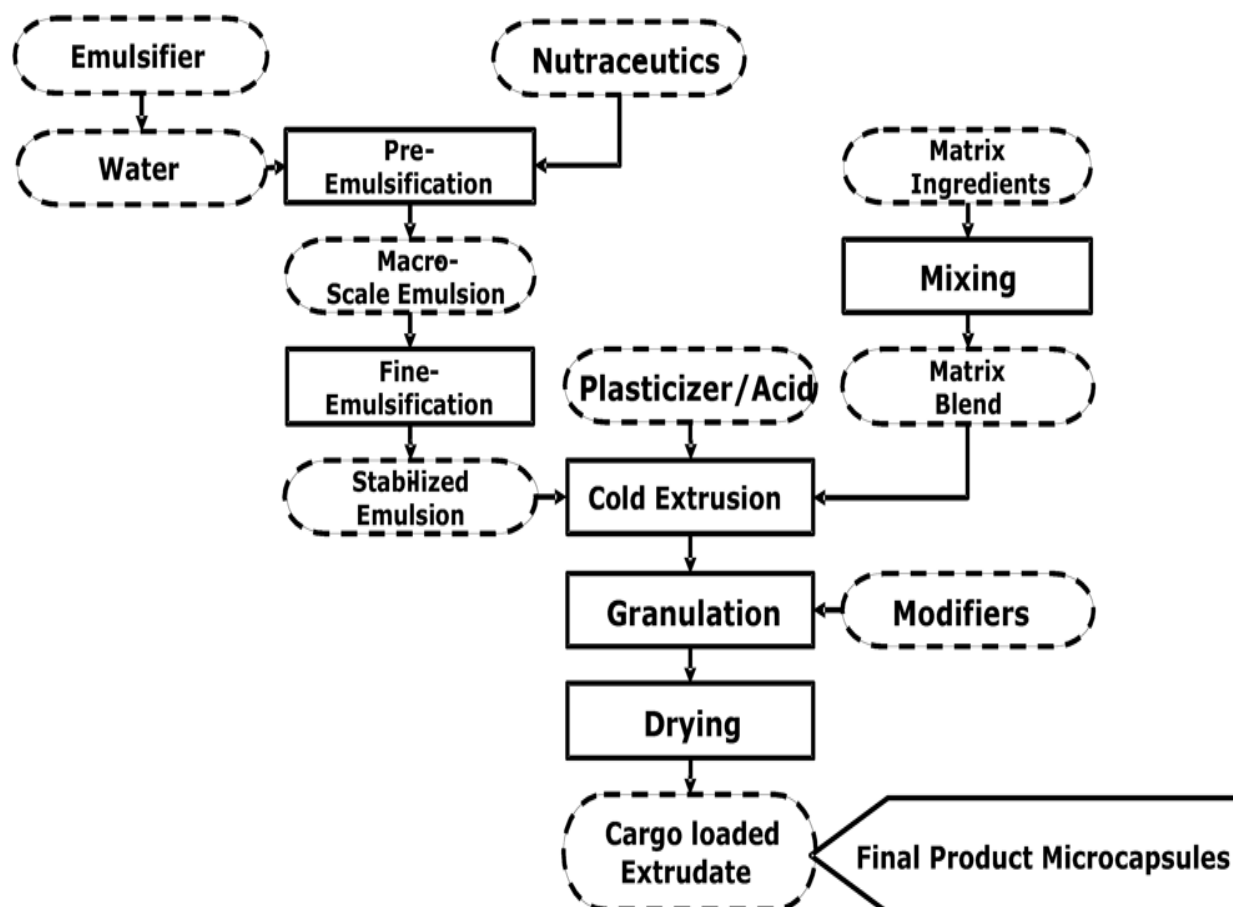 Emulsifier
Nutraceutics
Water
Pre-
Emulsification
Matrix
Ingredients
Macro-
Scale Emulsion
Mixing
Fine-
Emulsification
Plasticizer/Acid
Matrix
Blend
Stabilized
Emulsion
Cold Extrusion
Granulation
Modifiers
Drying
Cargo loaded
Extrudate
Final Product Microcapsules